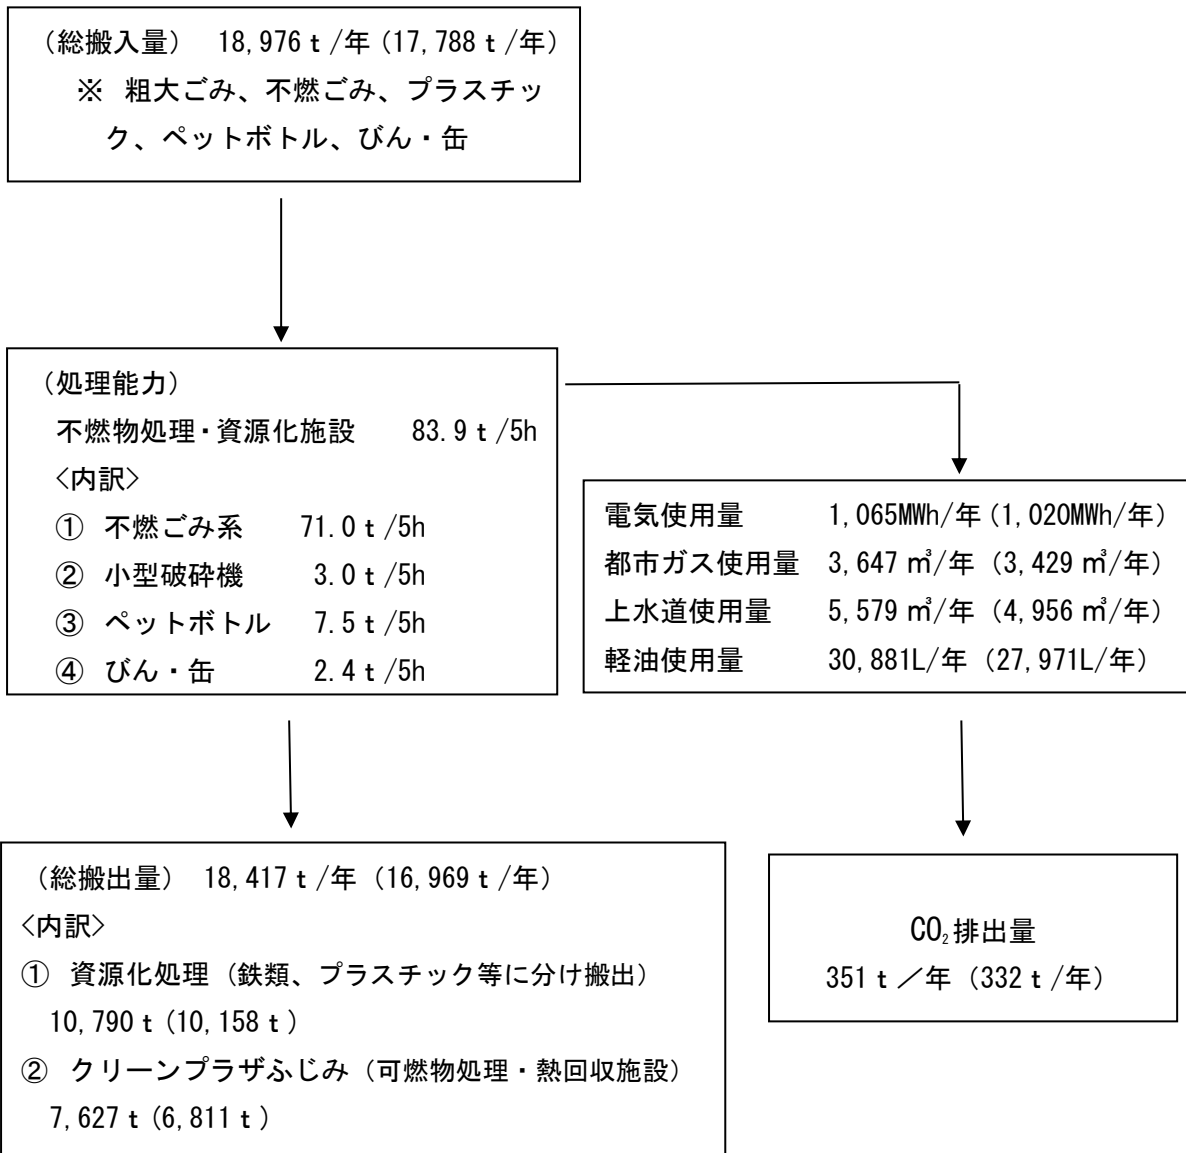 （総搬入量） 18,976ｔ/年(17,788ｔ/年)
※ 粗大ごみ、不燃ごみ、プラスチッ
ク、ペットボトル、びん・缶
（処理能力）
不燃物処理・資源化施設 83.9ｔ/5h
<内訳>
① 不燃ごみ系 71.0ｔ/5h
② 小型破砕機 3.0ｔ/5h
③ ペットボトル 7.5ｔ/5h
④ びん・缶 2.4ｔ/5h
電気使用量 1,065MWh/年(1,020MWh/年)
都市ガス使用量 3,647㎥/年（3,429㎥/年）
上水道使用量 5,579㎥/年（4,956㎥/年）
軽油使用量 30,881L/年（27,971L/年）
（総搬出量） 18,417ｔ/年（16,969ｔ/年）
<内訳>
① 資源化処理（鉄類、プラスチック等に分け搬出）
10,790ｔ(10,158ｔ)
② クリーンプラザふじみ（可燃物処理・熱回収施設）
7,627ｔ(6,811ｔ)
CO₂排出量
351ｔ／年（332ｔ/年）